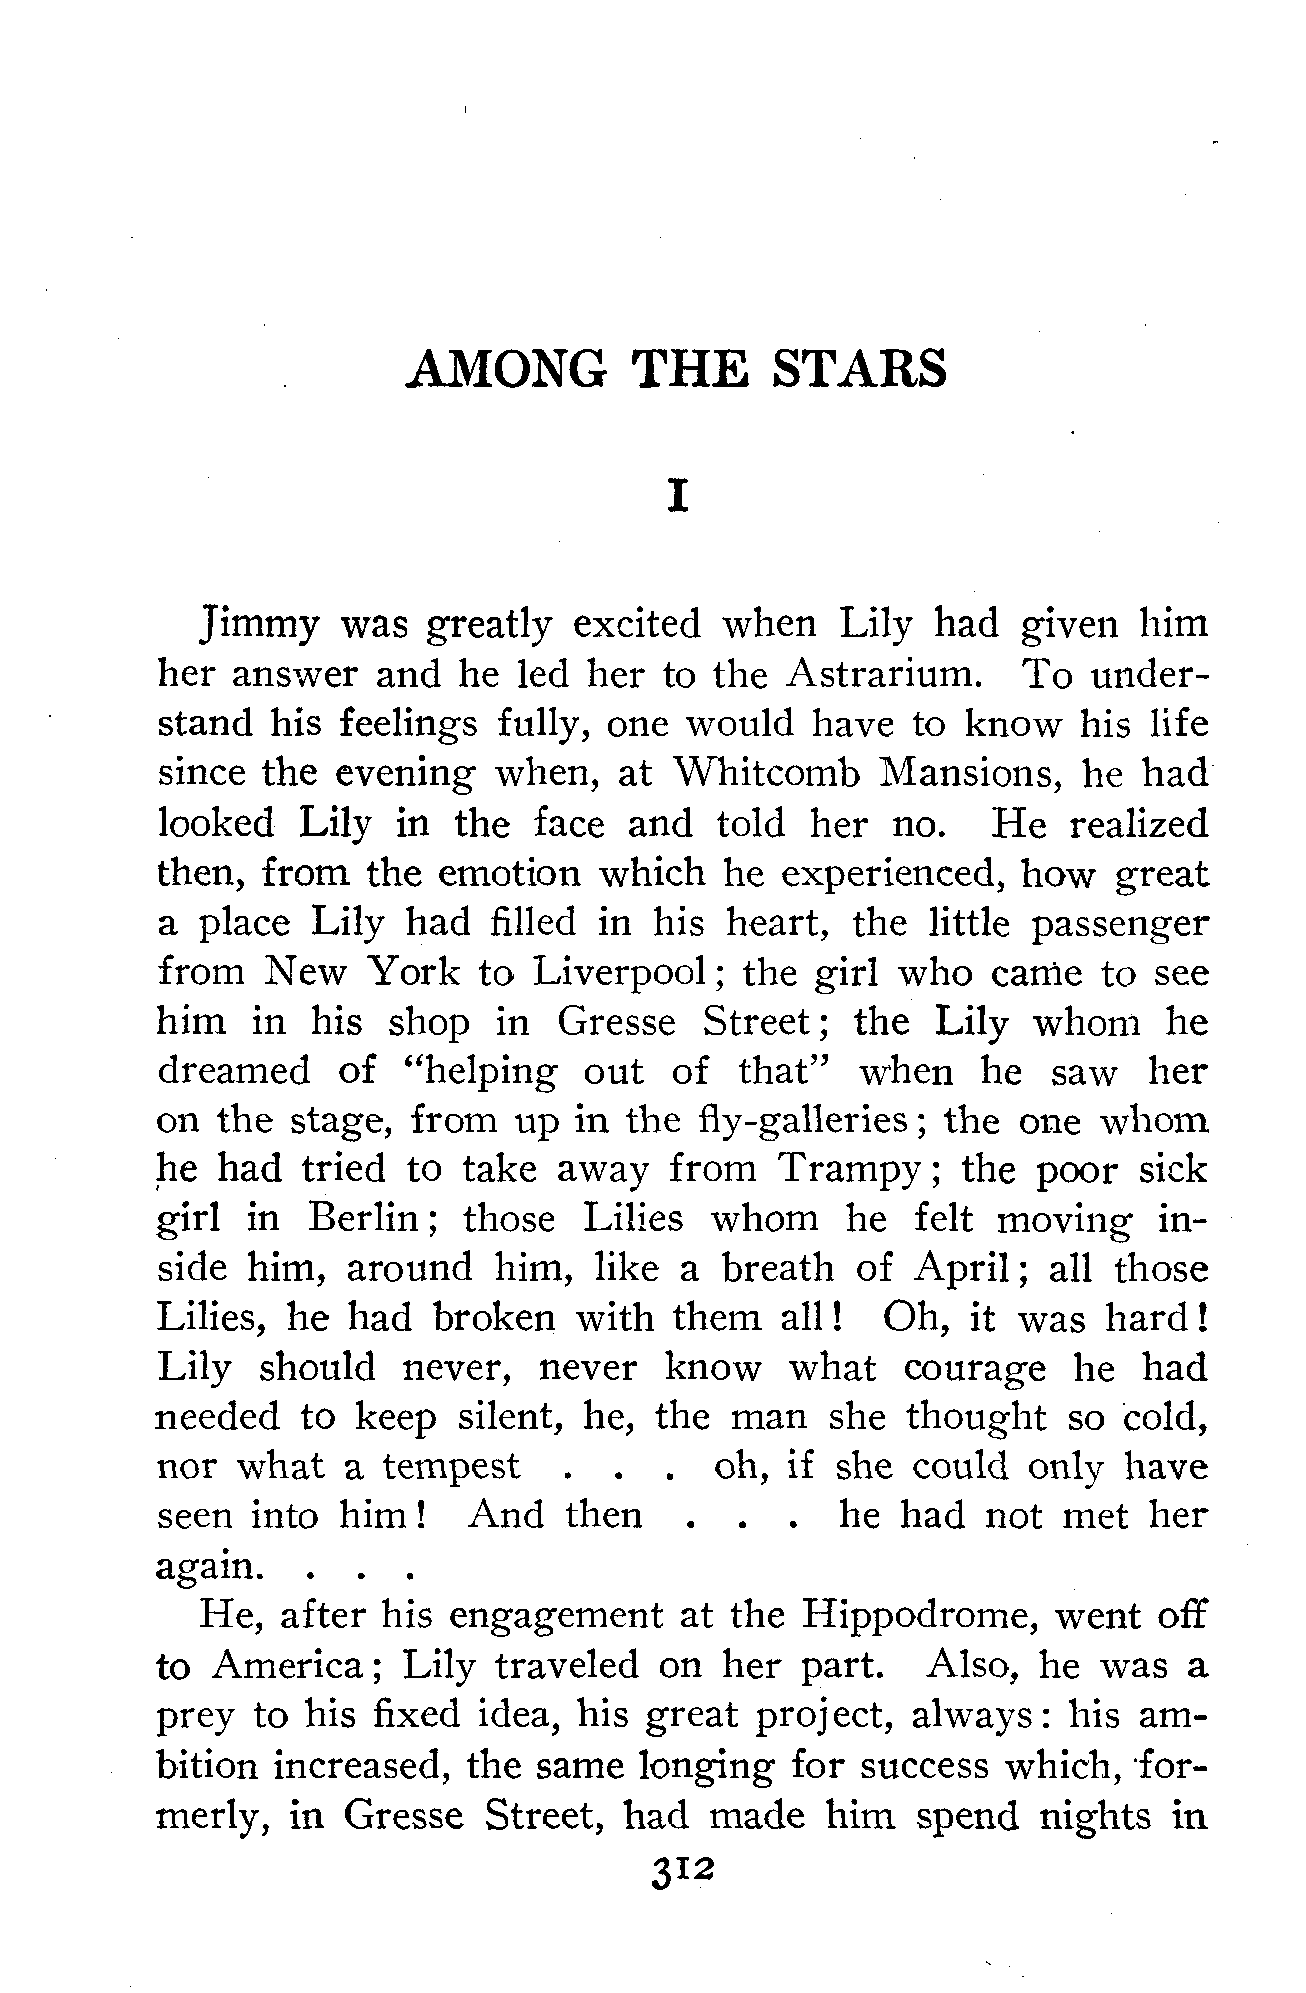 AMONG THE STARS
I
Jimmy was greatly excited when Lily had given him
her answer and he led her to the Astrarium. To under-
stand his feelings fully, one would have to know his life
since the evening when, at Whitcomb Mansions, he had
looked Lily in the face and told her no. He realized
then, from the emotion which he experienced, how great
a place Lily had filled in his heart, the little passenger
from New York to Liverpool; the girl who came to see
him in his shop in Gresse Street; the Lily whom he
dreamed of "helping out of that" when he saw her
on the stage, from up in the fly-galleries; the one whom
he had tried to take away from Trampy; the poor sick
girl in Berlin; those Lilies whom he felt moving in-
side him, around him, like a breath of April; all those
Lilies, he had broken with them all! Oh, it was hard!
Lily should never, never know what courage he had
needed to keep silent, he, the man she thought so cold,
nor what a tempest . . . oh, if she could only have
seen into him! And then . . . he had not met her
again. . . .
He, after his engagement at the Hippodrome, went off
to America; Lily traveled on her part. Also, he was a
prey to his fixed idea, his great project, always: his am-
bition increased, the same longing for success which, for-
merly, in Gresse Street, had made him spend nights in
312